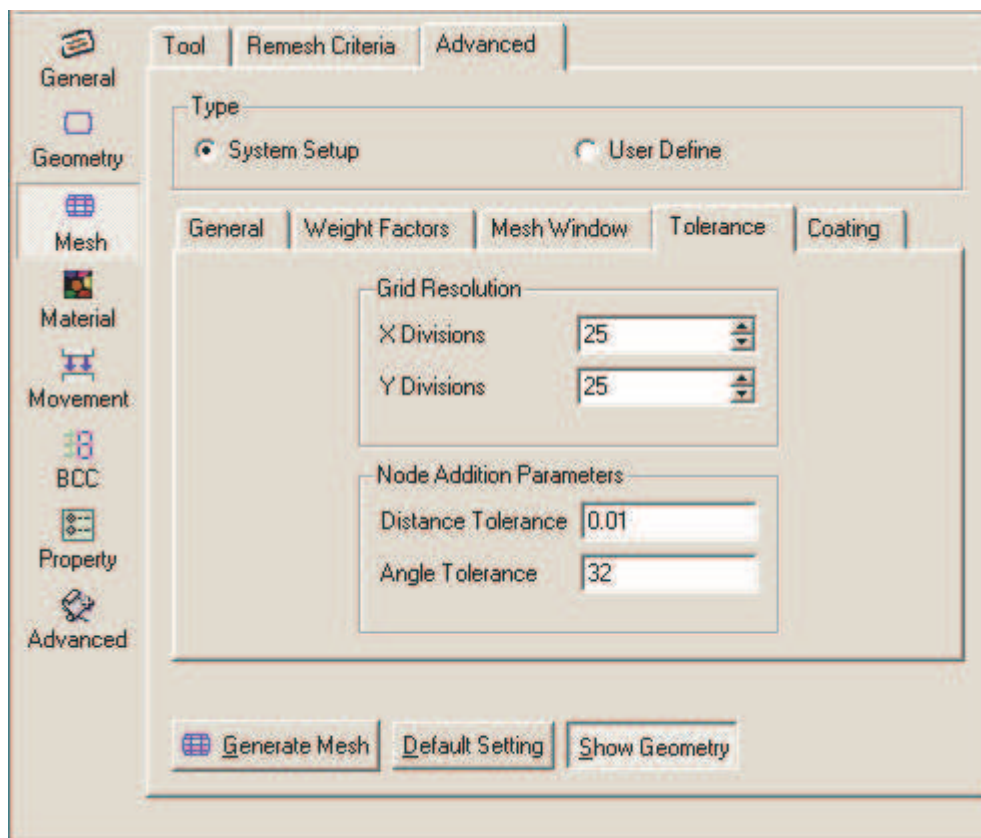 General
Geometry
Mesh
Material
Movement
BCC
Property
Advanced
Tool Remesh Criteria Advanced
Type
System Setup User Define
General Weight Factors Mesh Window Tolerance Coating
Grid Resolution
X Divisions 25
Y Divisions 25
Node Addition Parameters
Distance Tolerance 0.01
Angle Tolerance 32
Generate Mesh Default Setting Show Geometry